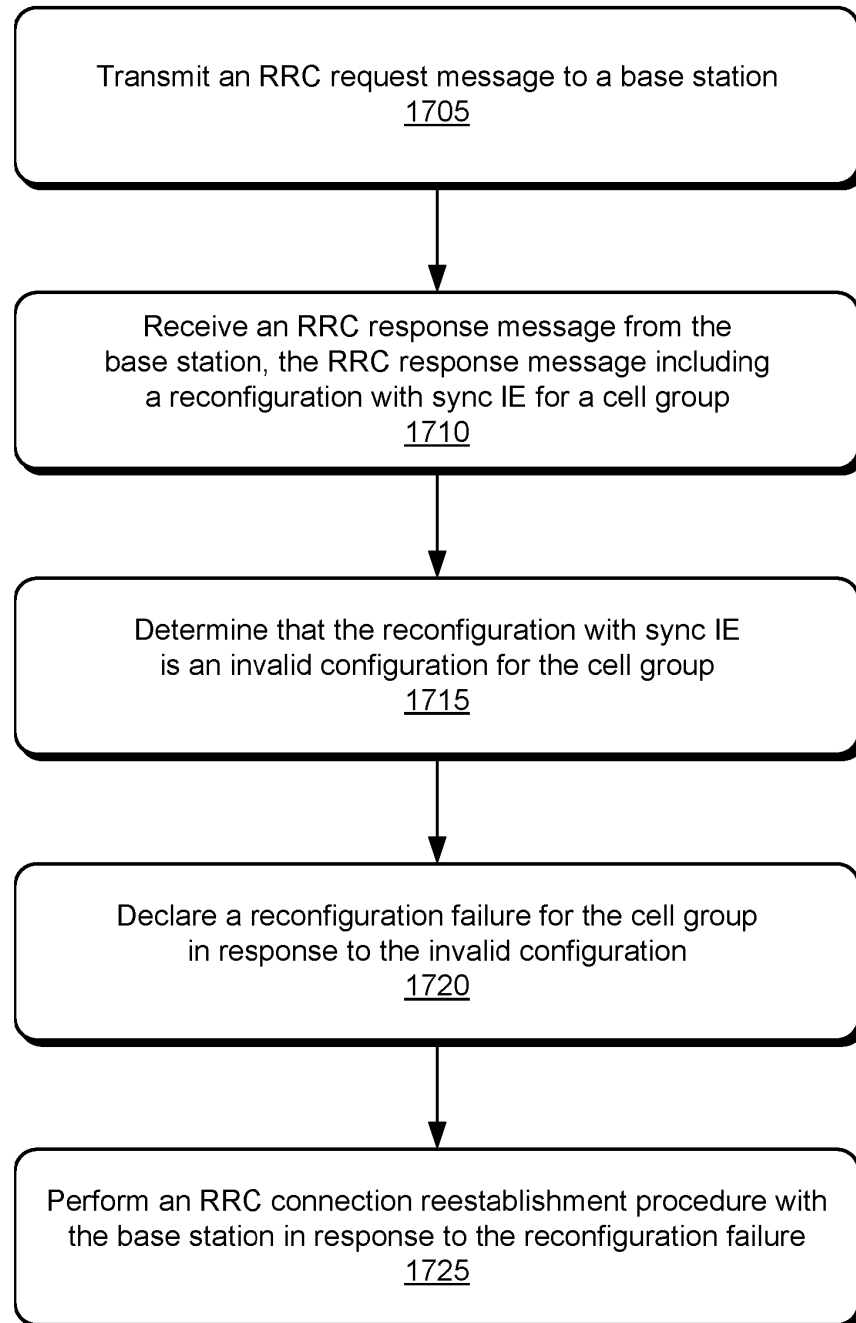 Transmit an RRC request message to a base station
1705
Receive an RRC response message from the
base station, the RRC response message including
a reconfiguration with sync IE for a cell group
1710
Determine that the reconfiguration with sync IE
is an invalid configuration for the cell group
1715
Declare a reconfiguration failure for the cell group
in response to the invalid configuration
1720
Perform an RRC connection reestablishment procedure with
the base station in response to the reconfiguration failure
1725